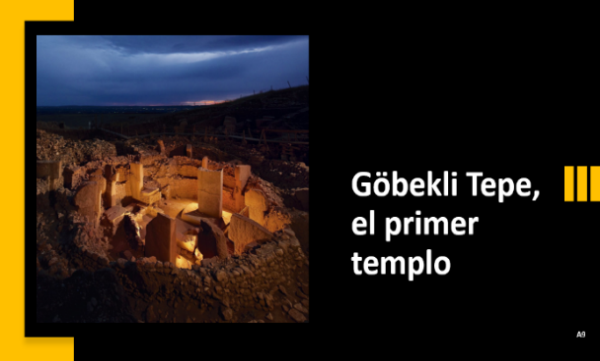 Göbekli Tepe,
el primer
templo